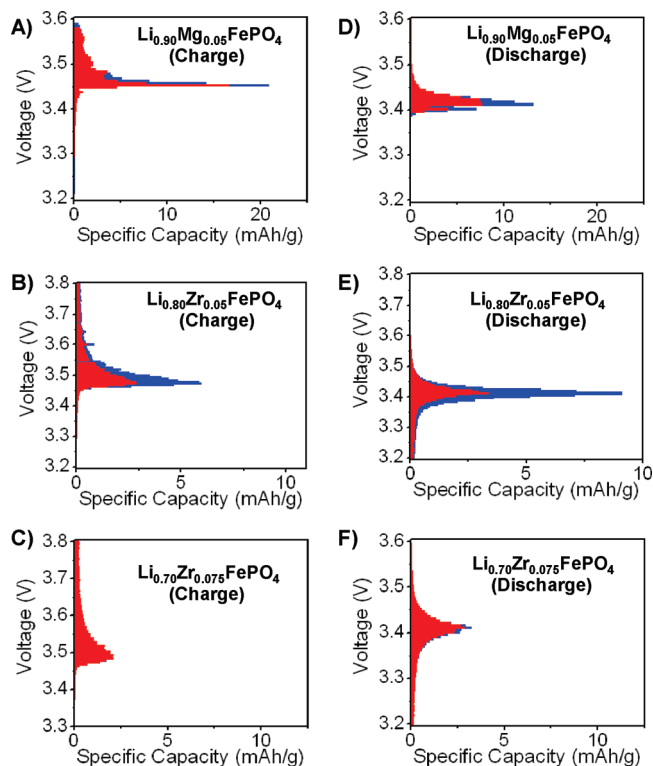 A)
Li0.90Mg0.05FePO4
(Charge)
Voltage (V)
3.6
3.5
3.4
3.3
3.2
0
10
20
Specific Capacity (mAh/g)
D)
Li0.90Mg0.05FePO4
(Discharge)
Voltage (V)
3.6
3.5
3.4
3.3
3.2
0
10
20
Specific Capacity (mAh/g)
B)
Li0.80Zr0.05FePO4
(Charge)
Voltage (V)
3.8
3.7
3.6
3.5
3.4
3.3
3.2
0
5
10
Specific Capacity (mAh/g)
E)
Li0.80Zr0.05FePO4
(Discharge)
Voltage (V)
3.8
3.7
3.6
3.5
3.4
3.3
3.2
0
5
10
Specific Capacity (mAh/g)
C)
Li0.70Zr0.075FePO4
(Charge)
Voltage (V)
3.8
3.7
3.6
3.5
3.4
3.3
0
5
10
Specific Capacity (mAh/g)
F)
Li0.70Zr0.075FePO4
(Discharge)
Voltage (V)
3.6
3.5
3.4
3.3
3.2
0
5
10
Specific Capacity (mAh/g)